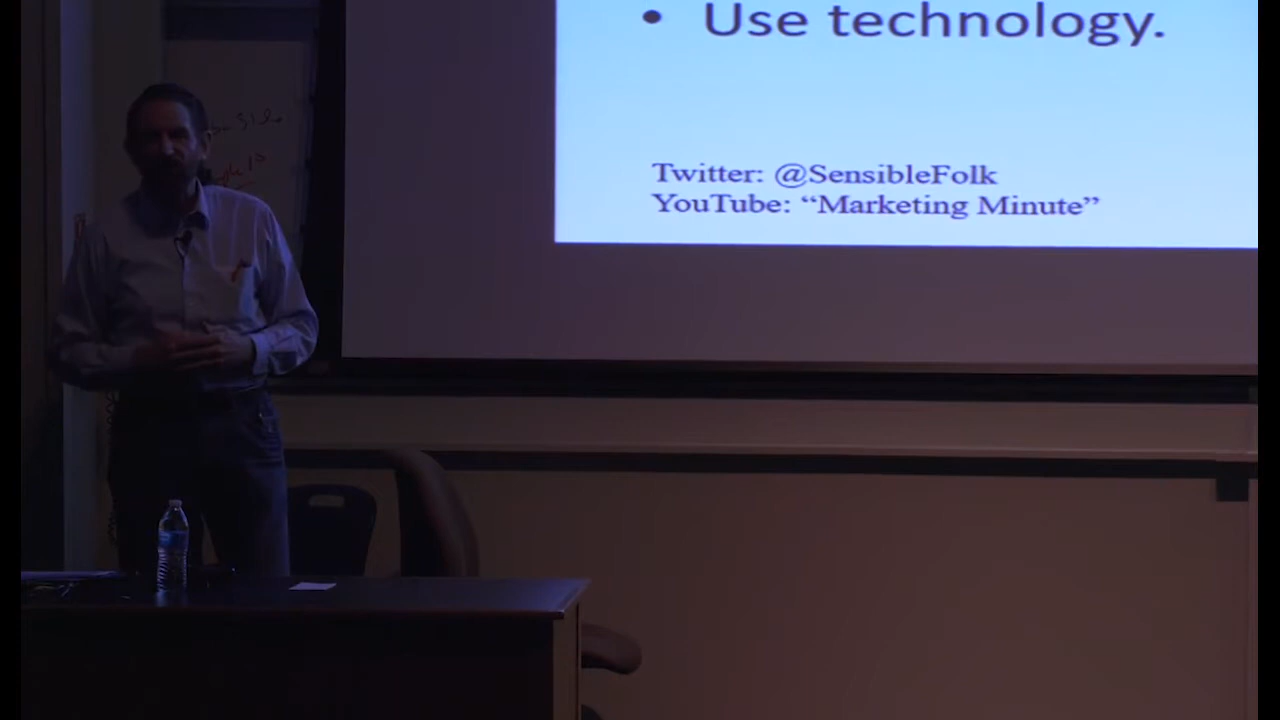 • Use technology.
Twitter: @SensibleFolk
YouTube: “Marketing Minute”